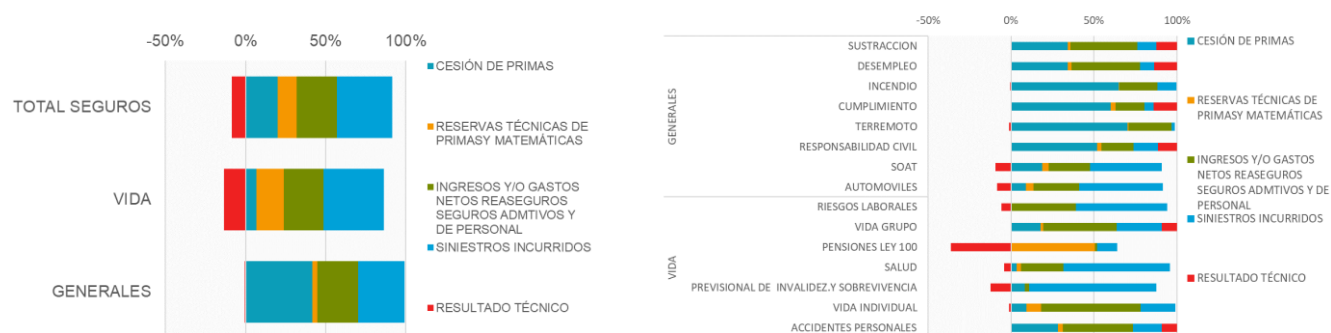 -50% 0% 50% 100%
TOTAL SEGUROS
VIDA
GENERALES
CESIÓN DE PRIMAS
RESERVAS TÉCNICAS DE
PRIMASY MATEMÁTICAS
INGRESOS Y/O GASTOS
NETOS REASEGUROS
SEGUROS ADMTIVOS Y
DE PERSONAL
SINIESTROS INCURRIDOS
RESULTADO TÉCNICO
-50% 0% 50% 100%
GENERALES
SUSTRACCION
DESEMPLEO
INCENDIO
CUMPLIMIENTO
TERREMOTO
RESPONSABILIDAD CIVIL
SOAT
AUTOMOVILES
VIDA
RIESGOS LABORALES
VIDA GRUPO
PENSIONES LEY 100
SALUD
PREVISIONAL DE INVALIDEZ.Y SOBREVIVENCIA
VIDA INDIVIDUAL
ACCIDENTES PERSONALES
CESIÓN DE PRIMAS
RESERVAS TÉCNICAS DE
PRIMASY MATEMÁTICAS
INGRESOS Y/O GASTOS
NETOS REASEGUROS
SEGUROS ADMTIVOS Y DE
PERSONAL
SINIESTROS INCURRIDOS
RESULTADO TÉCNICO